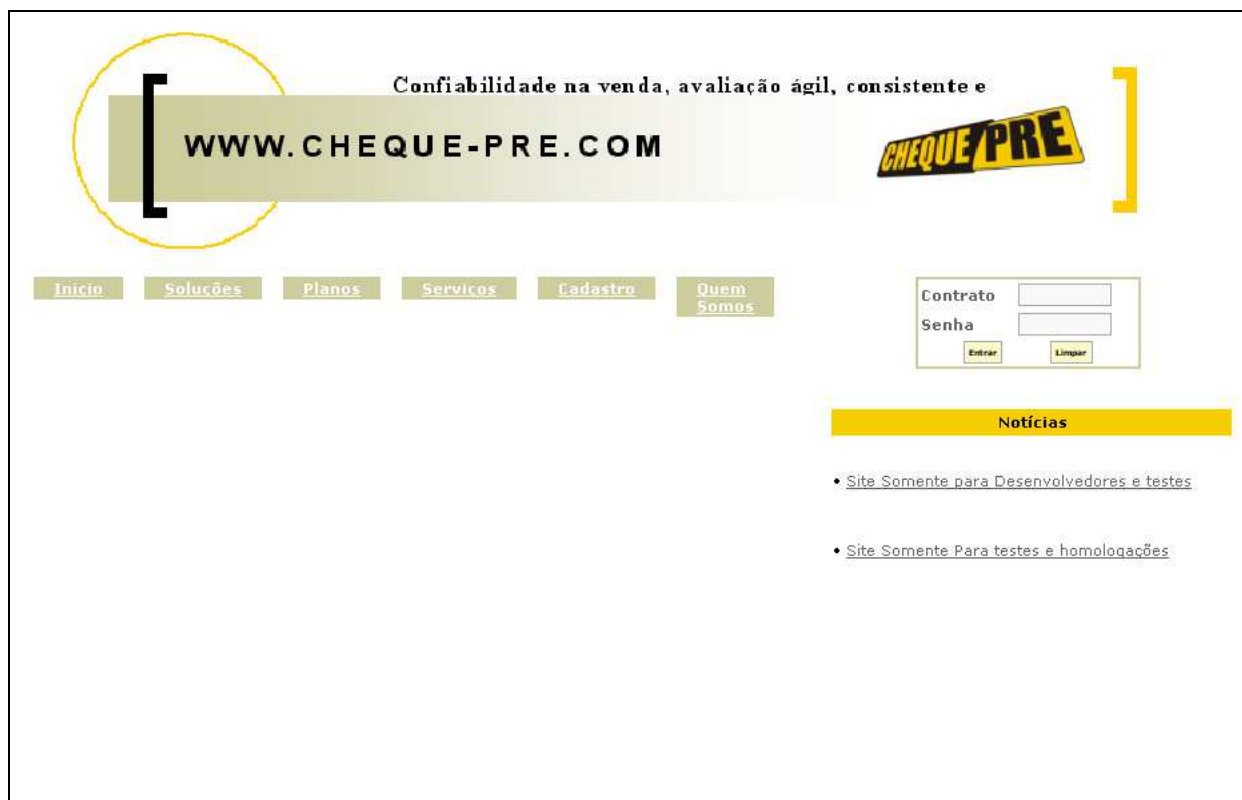 Confiabilidade na venda, avaliação ágil, consistente e
WWW.CHEQUE-PRE.COM
CHEQUE PRE
Inicio
Soluções
Planos
Serviços
Cadastro
Quem
Somos
Contrato
Senha
Entrar
Limpar
Notícias
• Site Somente para Desenvolvedores e testes
• Site Somente Para testes e homologações